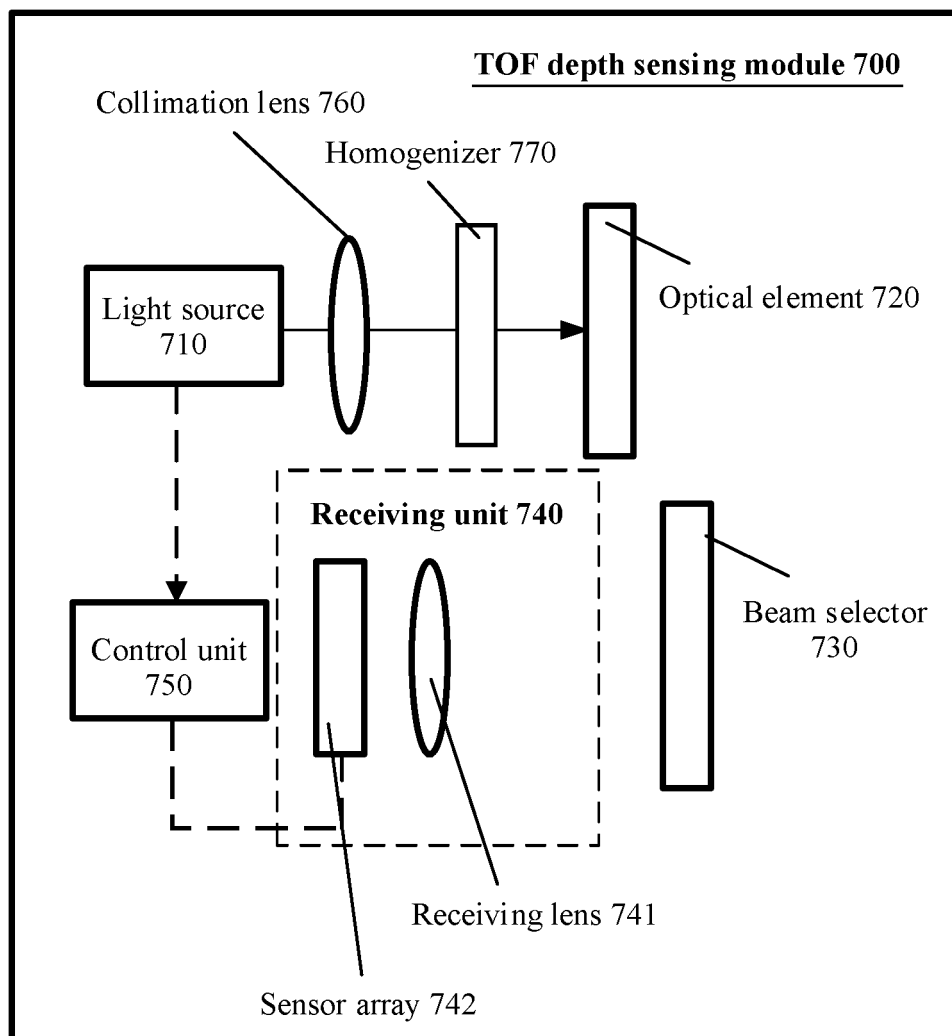 TOF depth sensing module 700
Collimation lens 760
Homogenizer 770
Optical element 720
Light source
710
Receiving unit 740
Beam selector
730
Control unit
750
Receiving lens 741
Sensor array 742